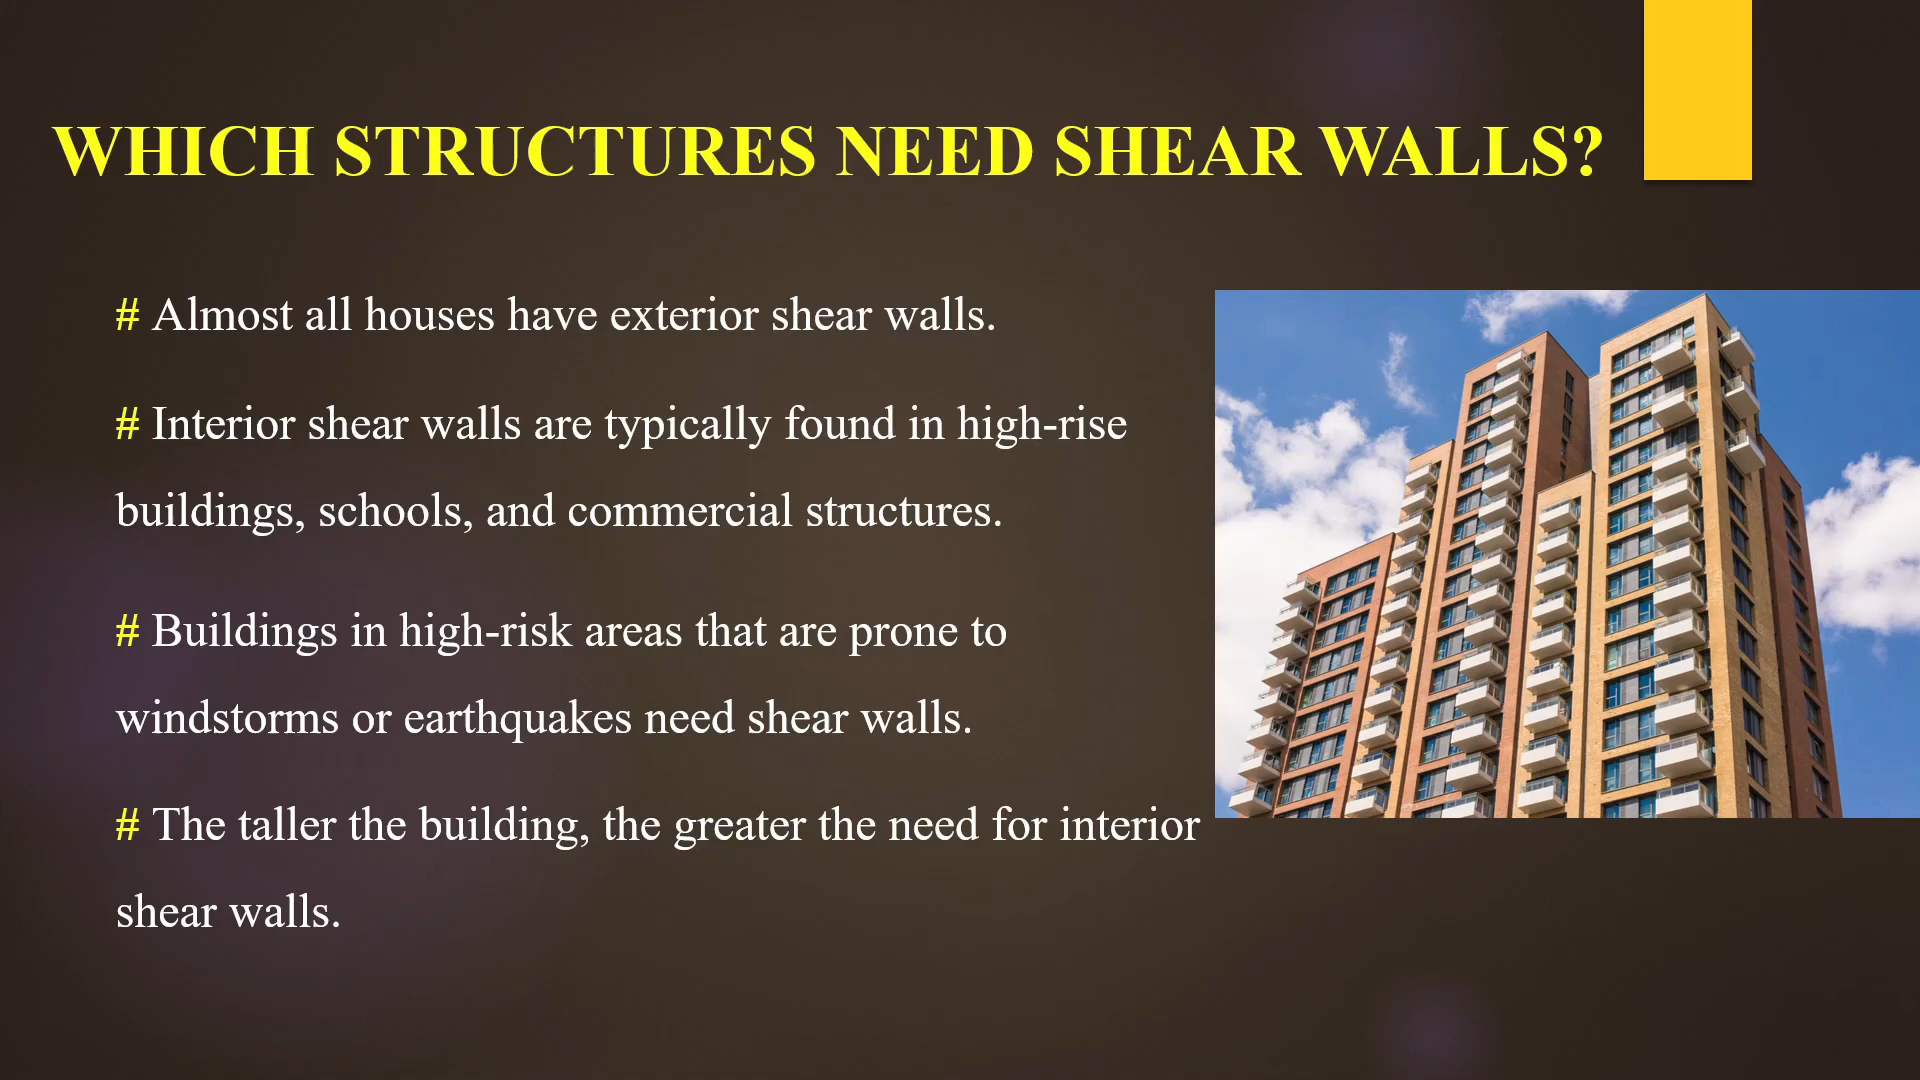 WHICH STRUCTURES NEED SHEAR WALLS?
# Almost all houses have exterior shear walls.
# Interior shear walls are typically found in high-rise
buildings, schools, and commercial structures.
# Buildings in high-risk areas that are prone to
windstorms or earthquakes need shear walls.
# The taller the building, the greater the need for interior
shear walls.